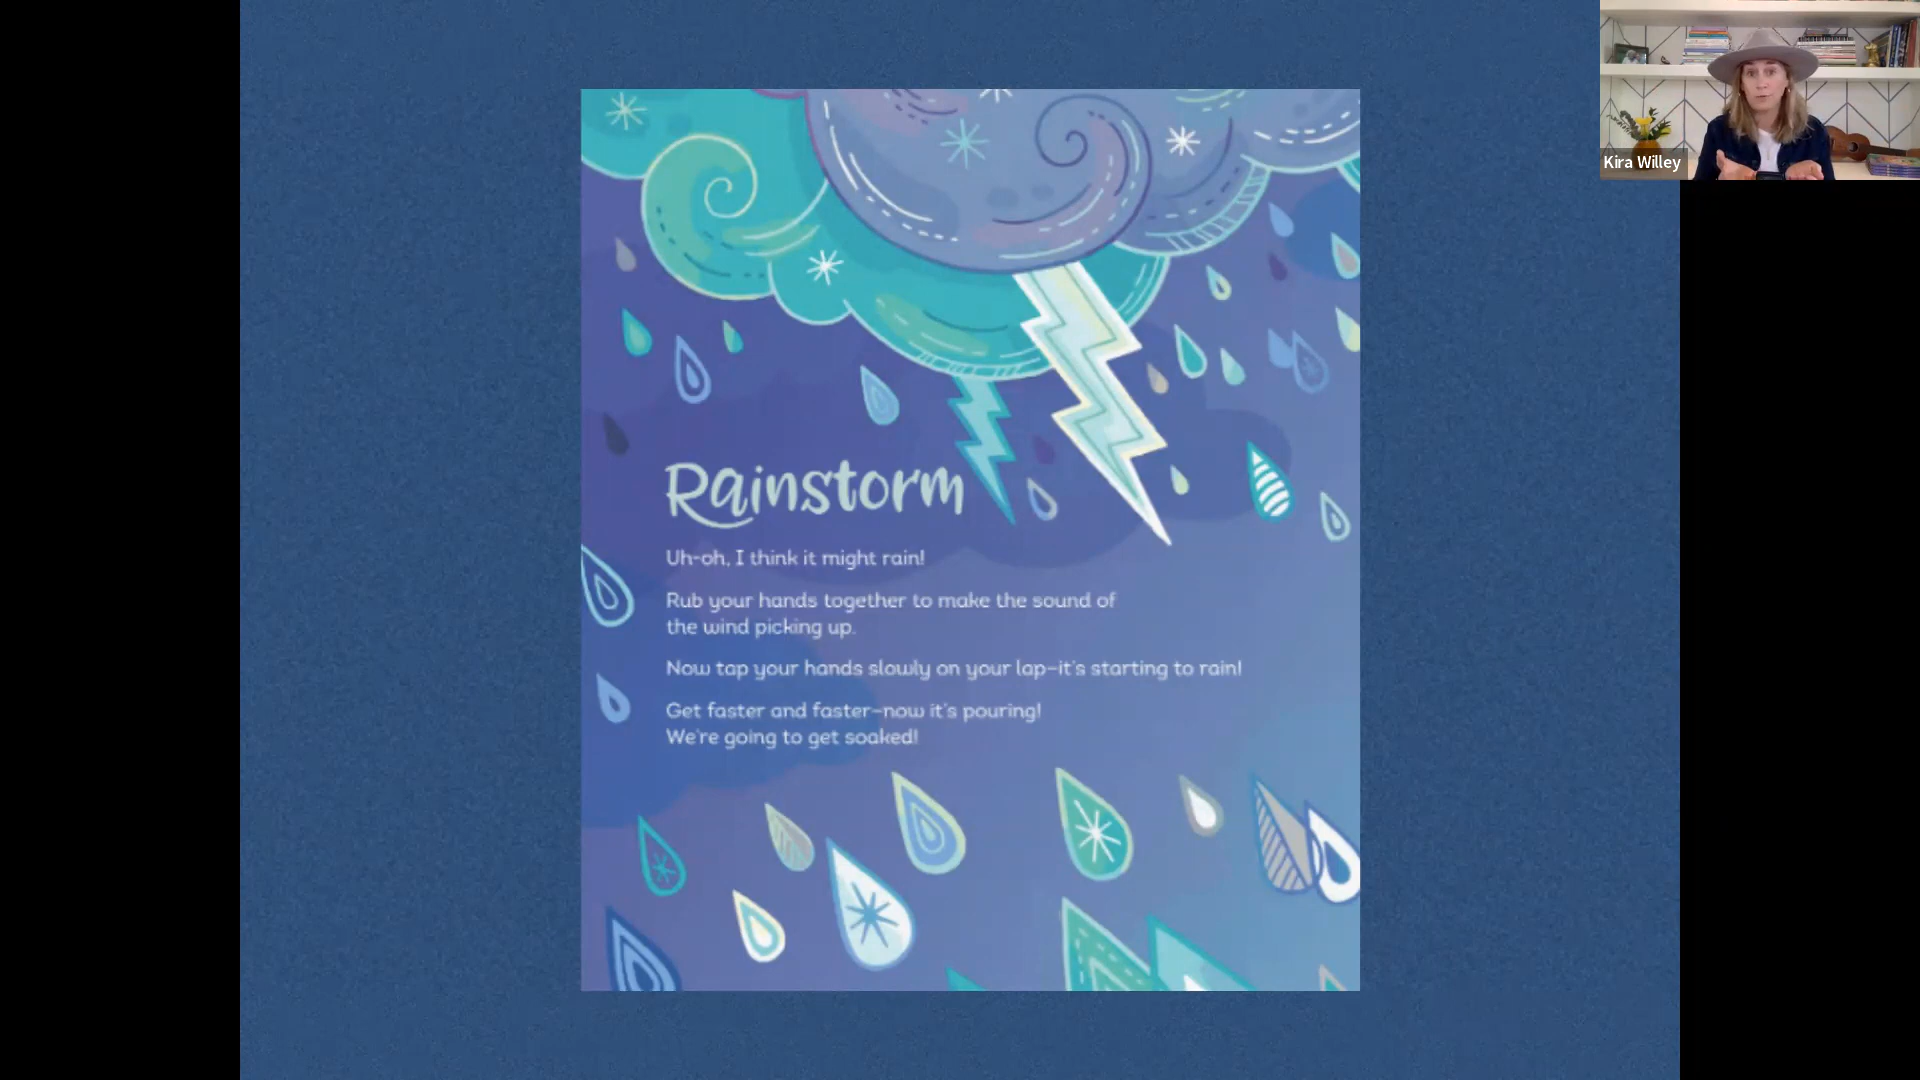 Kira Willey
Rainstorm
Uh-oh, I think it might rain!
Rub your hands together to make the sound of
the wind picking up.
Now tap your hands slowly on your lap–it's starting to rain!
Get faster and faster–now it's pouring!
We're going to get soaked!